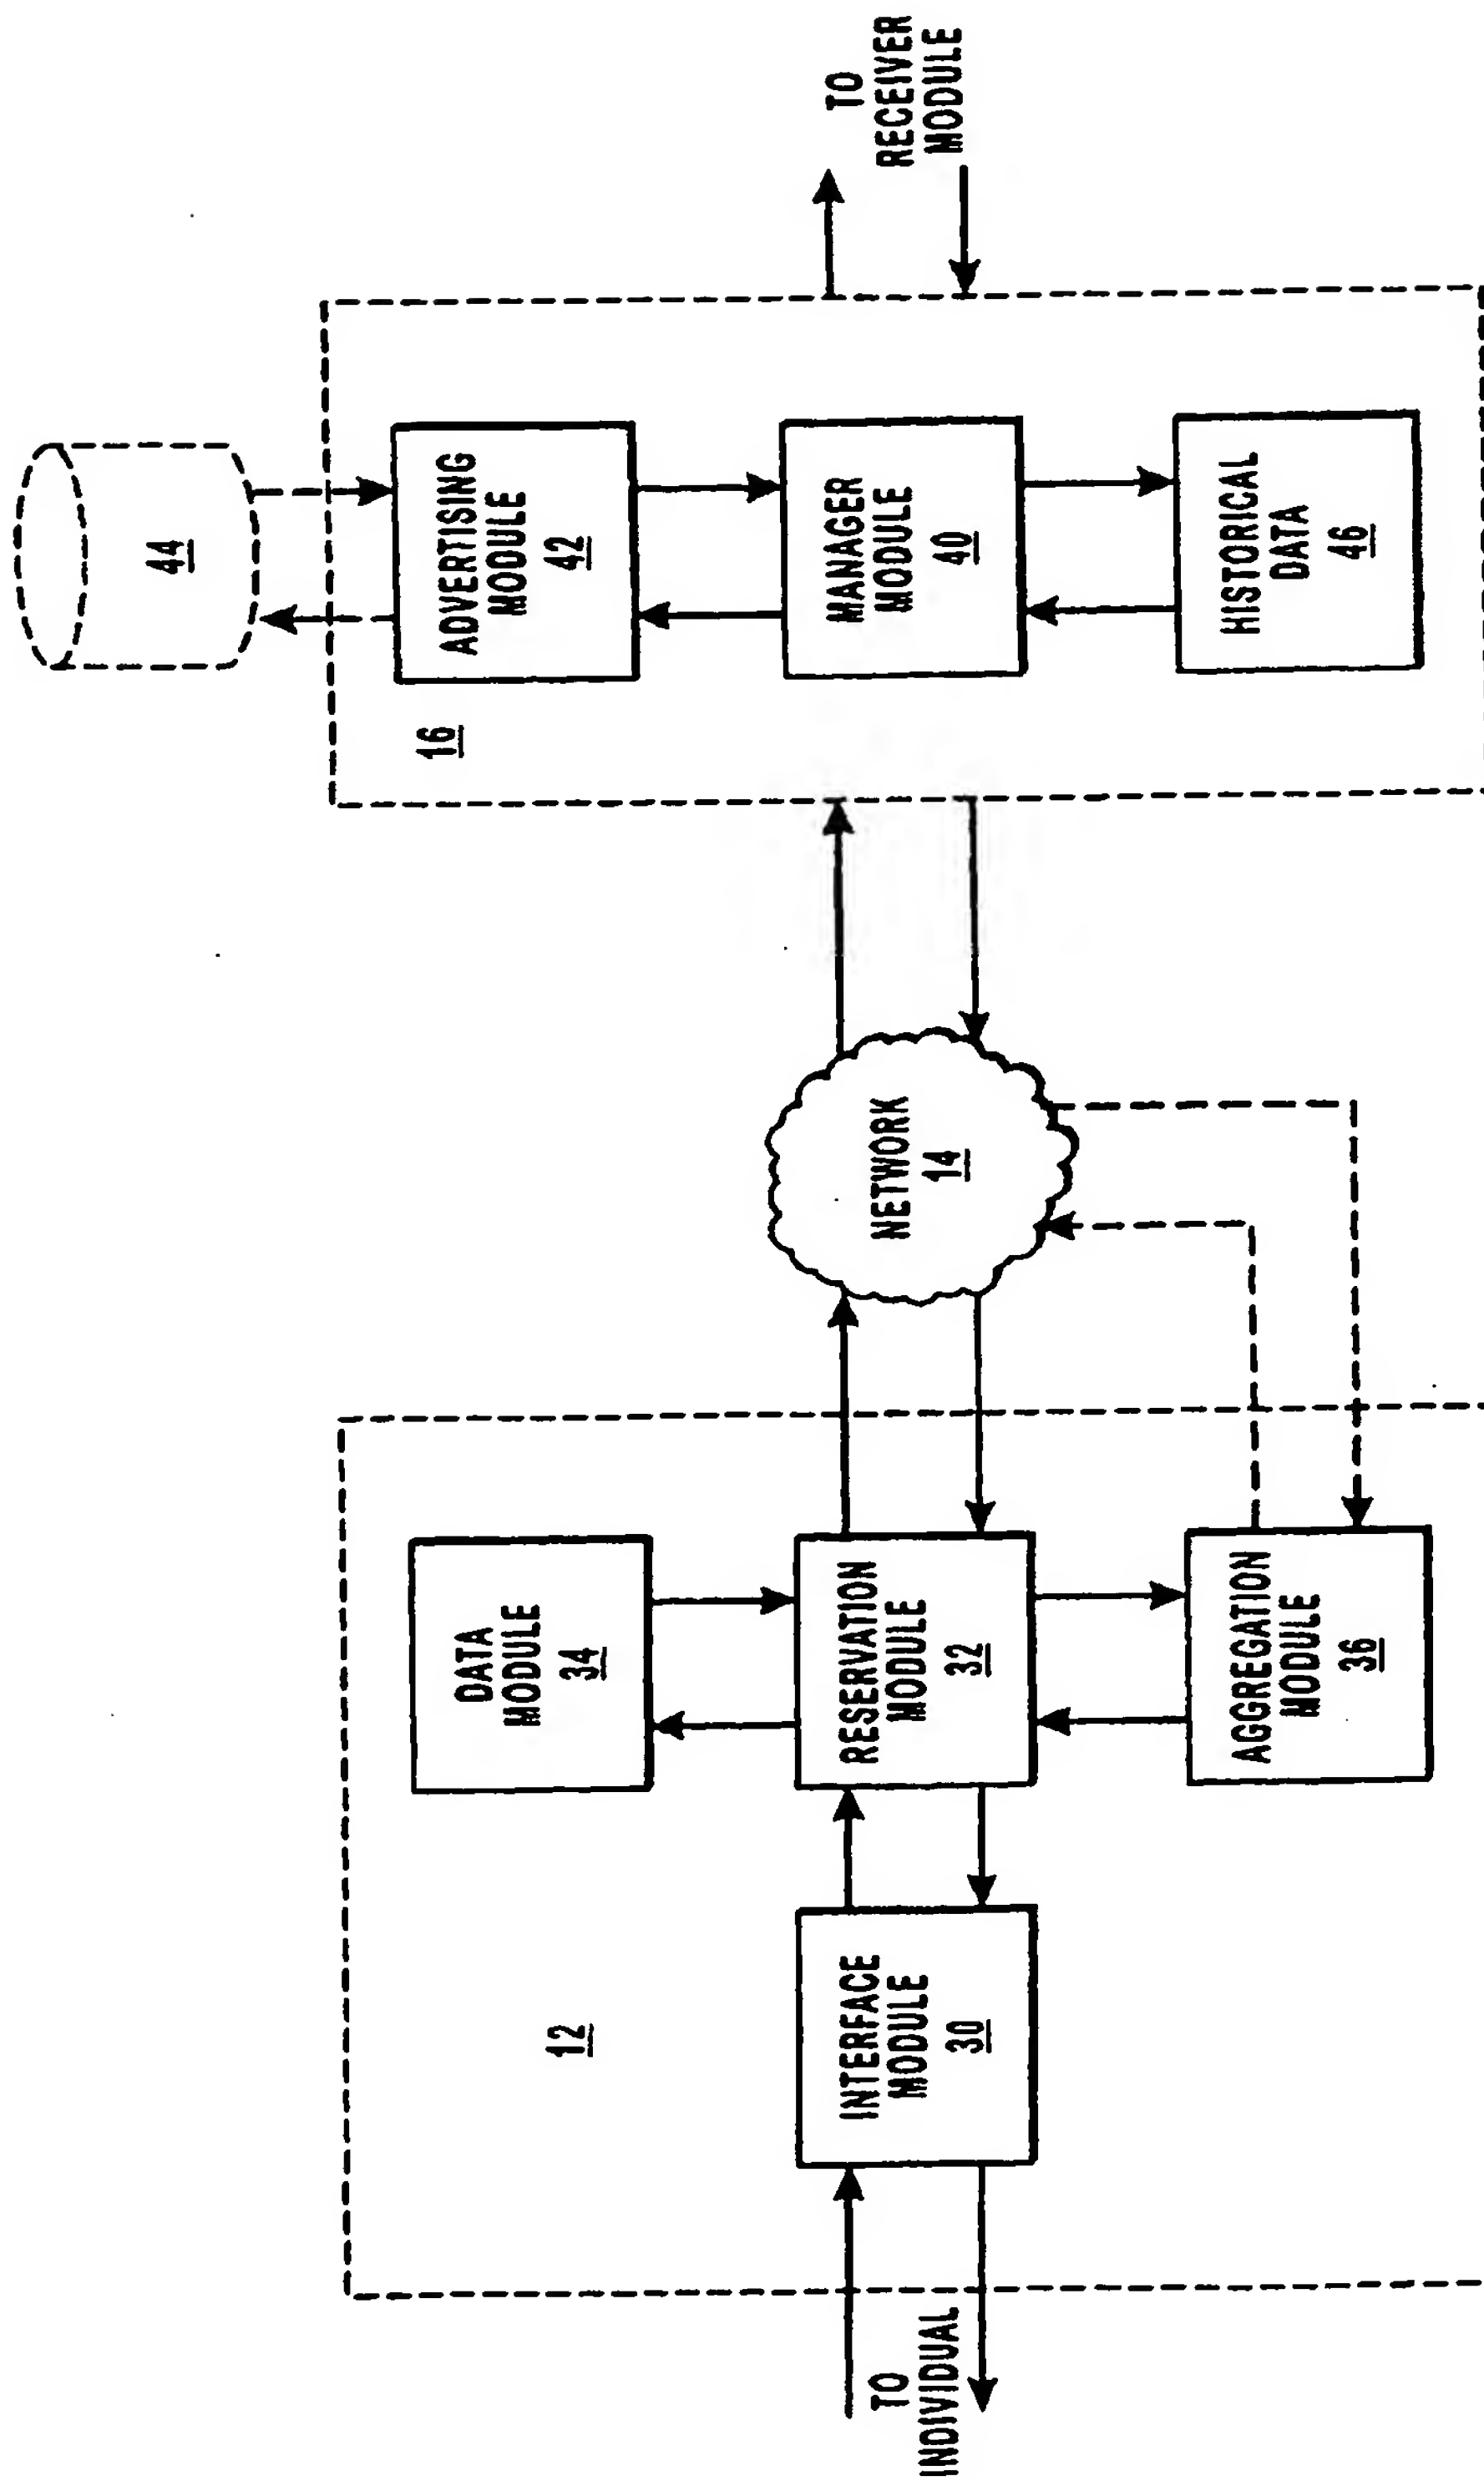 44
16
ADVERTISING
MODULE
42
MANAGER
MODULE
40
HISTORICAL
DATA
46
TO
RECEIVER
MODULE
NETWORK
14
12
DATA
MODULE
34
RESERVATION
MODULE
32
AGGREGATION
MODULE
36
INTERFACE
MODULE
30
TO
INDIVIDUAL